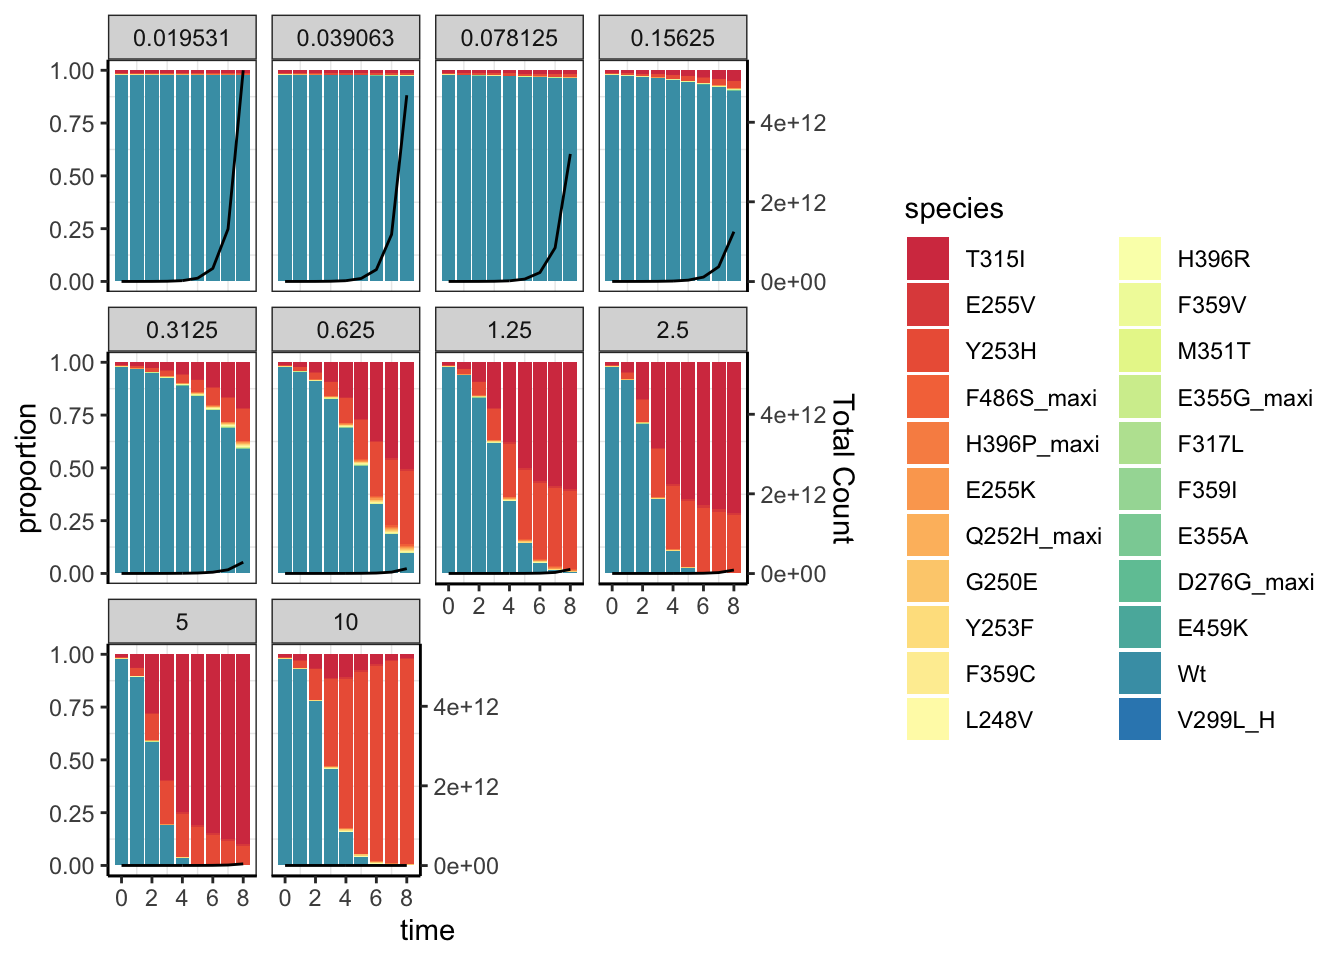 0.019531 0.039063 0.078125 0.15625
1.00
0.75 4e+12
0.50 2e+12
0.25
0.00 0e+00
0.3125 0.625 1.25 2.5
1.00
0.75 4e+12
0.50 2e+12
0.25
0.00 0e+00
0 2 4 6 8 0 2 4 6 8
5 10
1.00
0.75 4e+12
0.50 2e+12
0.25
0.00 0e+00
0 2 4 6 8 0 2 4 6 8
time
proportion
Total Count
species
T315I
E255V
Y253H
F486S_maxi
H396P_maxi
E255K
Q252H_maxi
G250E
Y253F
F359C
L248V
H396R
F359V
M351T
E355G_maxi
F317L
F359I
E355A
D276G_maxi
E459K
Wt
V299L_H